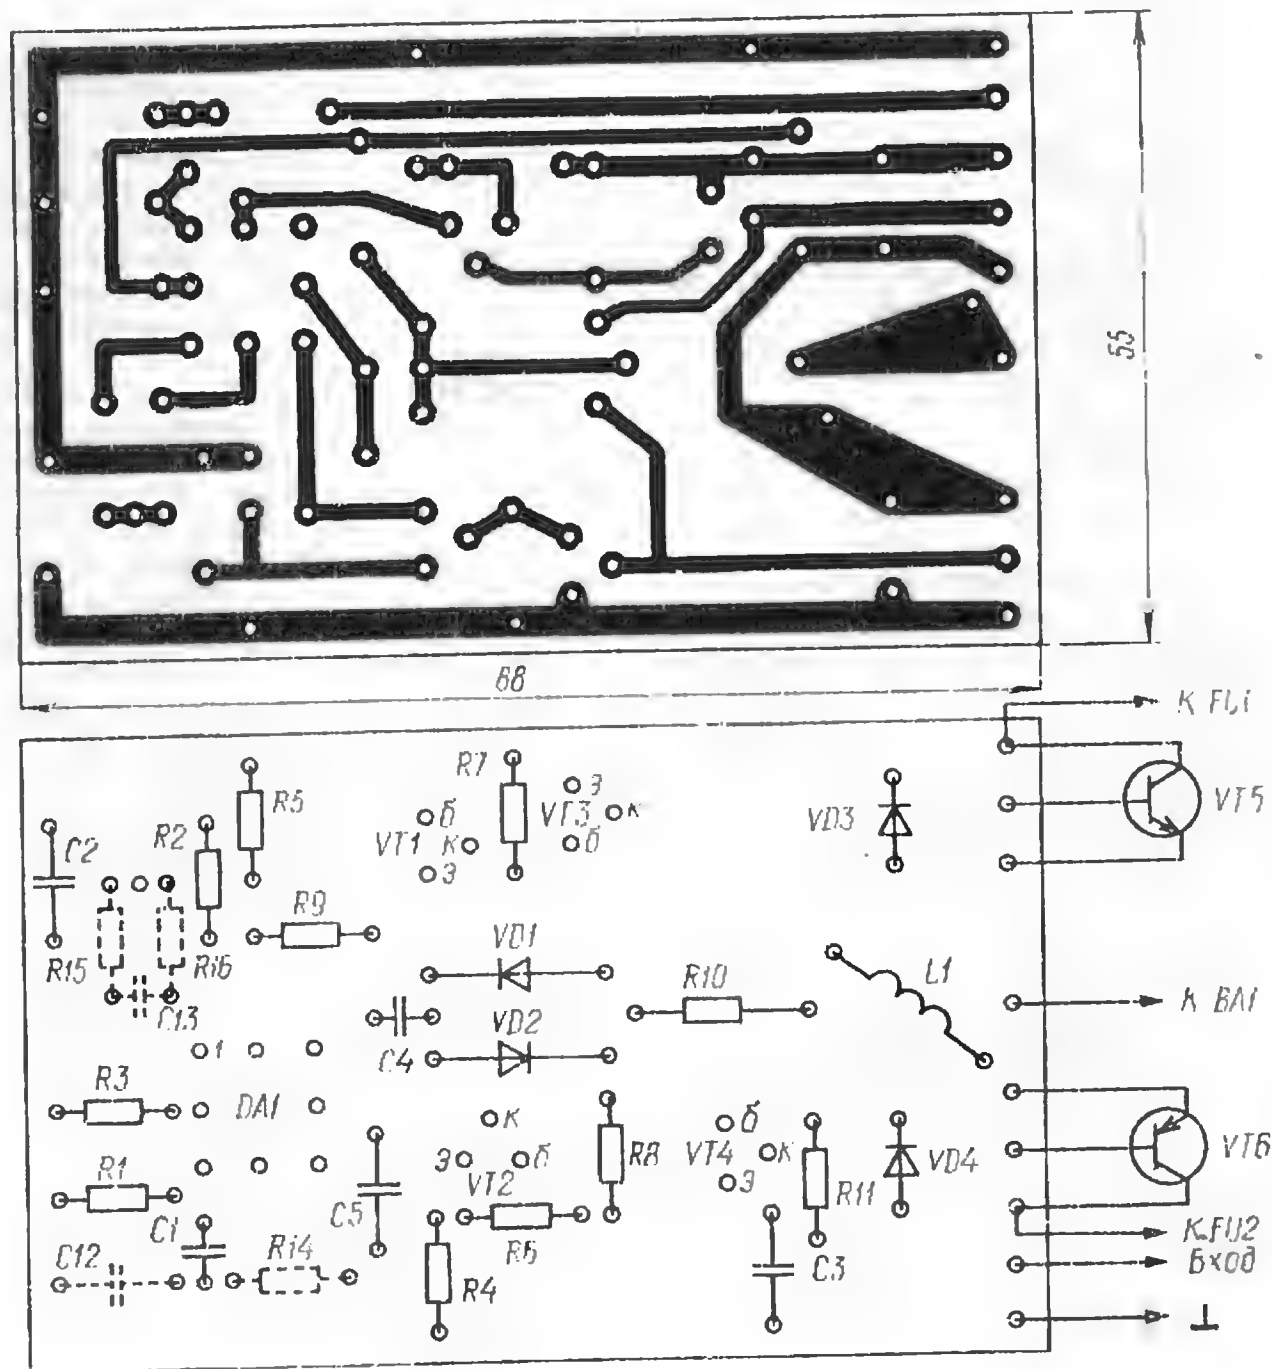 55
68
К FU1
R7
Э
R5
б
VT3
к
VT5
R2
VT1
к
б
VD3
C2
Э
R9
VD1
R15
R16
L1
R10
C13
К BA1
VD2
C4
1
R3
DA1
к
б
R8
VT4
к
VD4
VT6
Э
б
R1
VT2
Э
R11
C5
C1
К FU2
C12
R14
R6
C3
Вход
R4
⊥